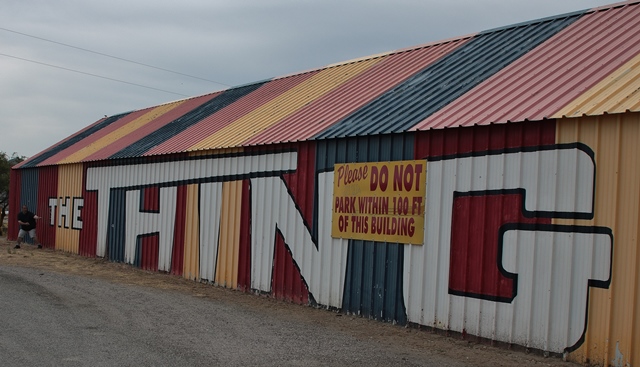 THE THING
Please DO NOT
PARK WITHIN 100 FT
OF THIS BUILDING